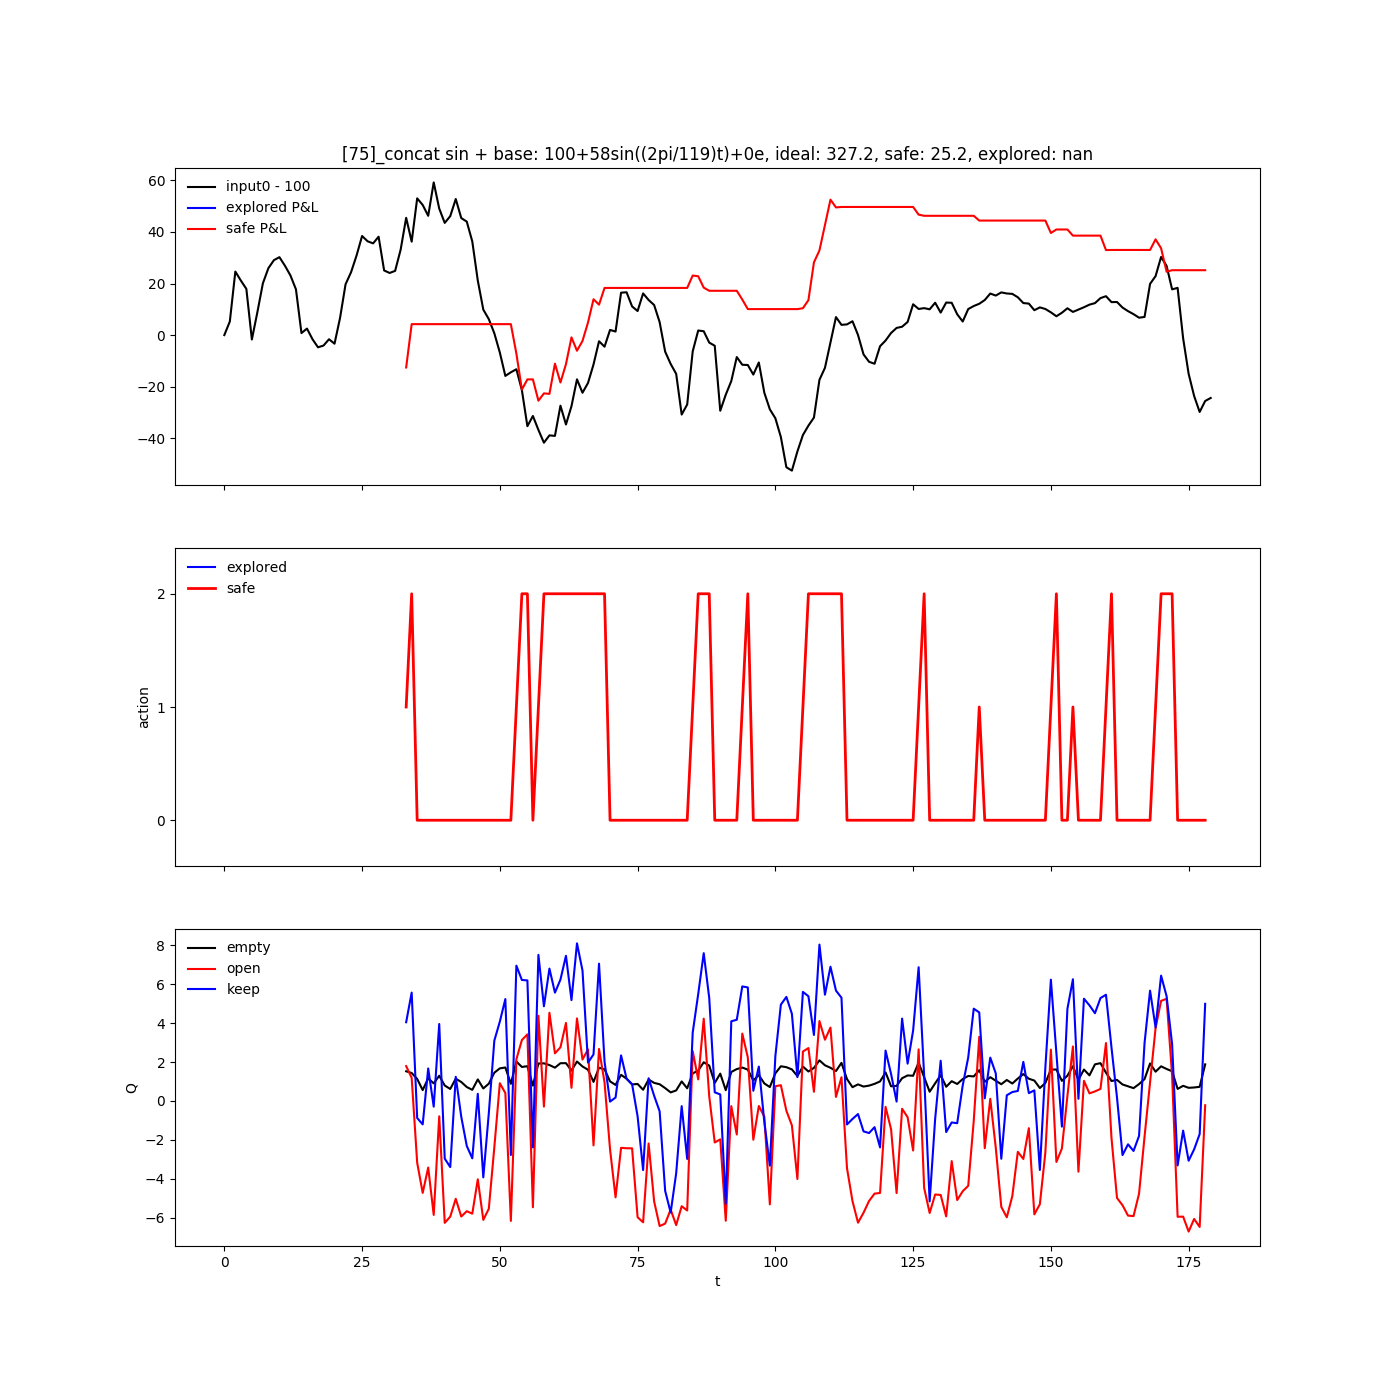 [75]_concat sin + base: 100+58sin((2pi/119)t)+0e, ideal: 327.2, safe: 25.2, explored: nan
60
40
20
0
−20
−40
input0 - 100
explored P&L
safe P&L
2
1
0
action
explored
safe
8
6
4
2
0
−2
−4
−6
Q
empty
open
keep
0 25 50 75 100 125 150 175
t